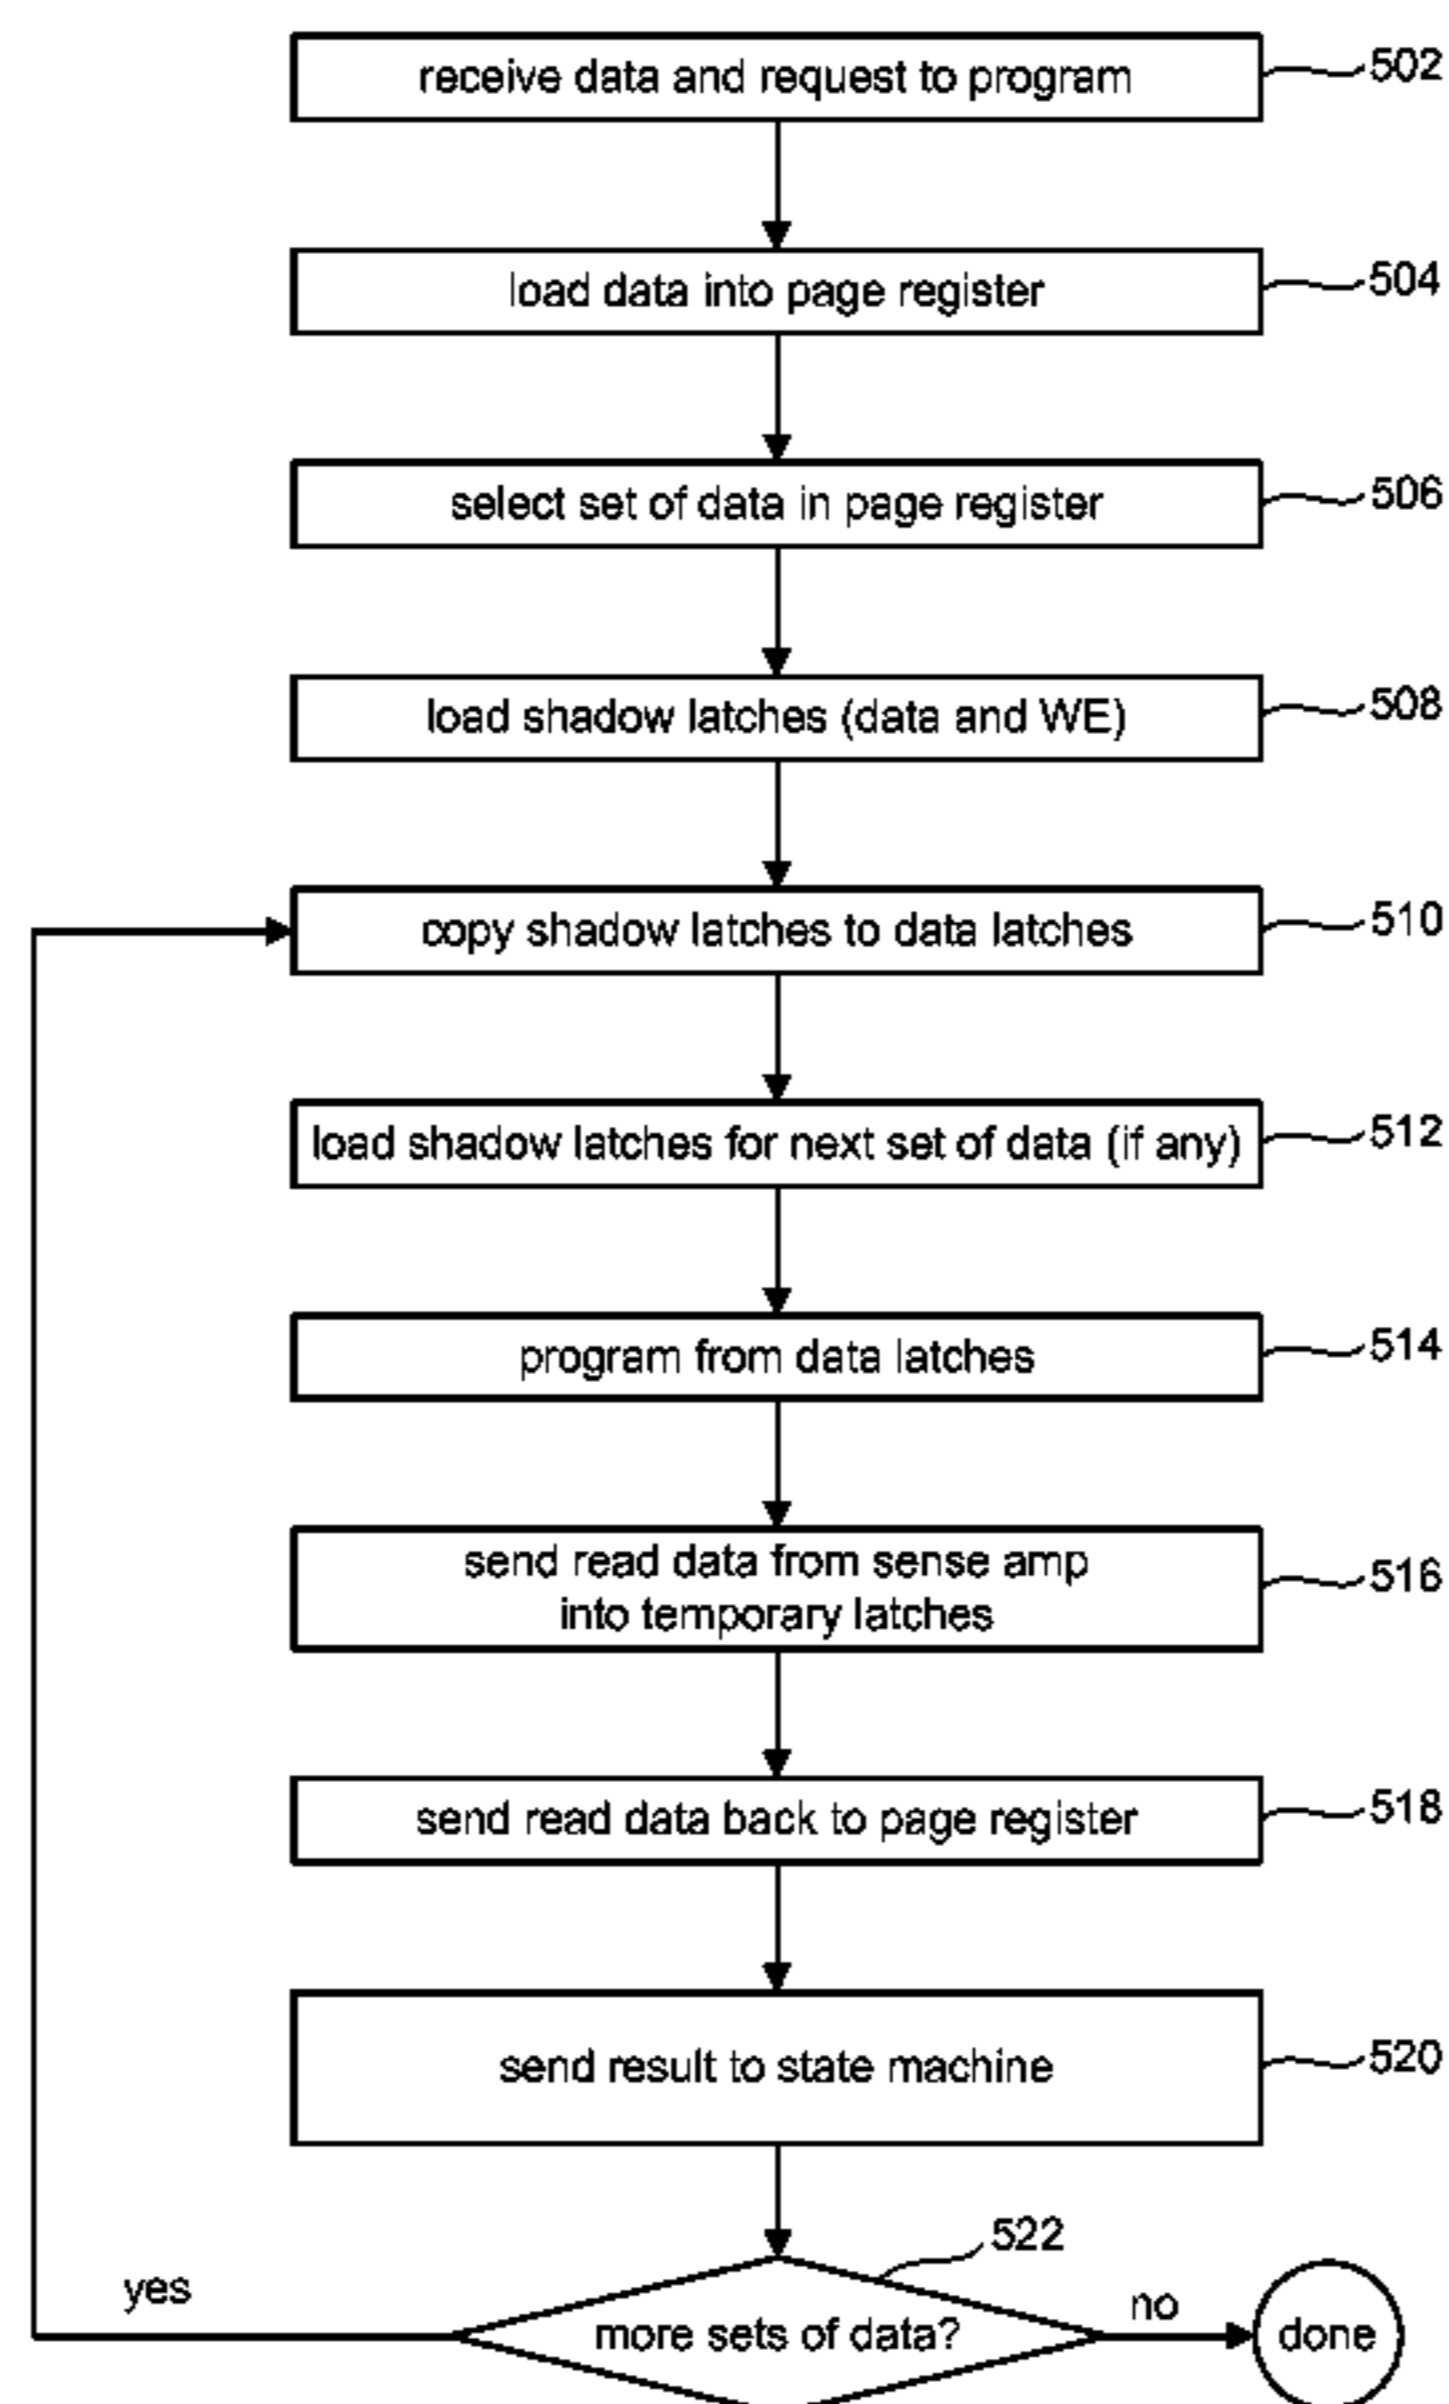 receive data and request to program
502
load data into page register
504
select set of data in page register
506
load shadow latches (data and WE)
508
copy shadow latches to data latches
510
load shadow latches for next set of data (if any)
512
program from data latches
514
send read data from sense amp
into temporary latches
516
send read data back to page register
518
send result to state machine
520
522
yes
more sets of data?
no
done